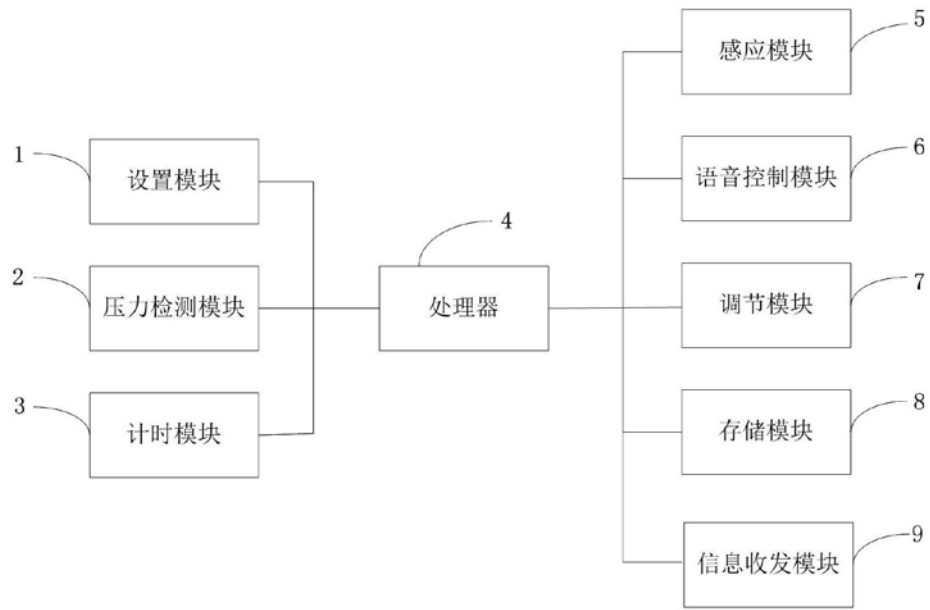 1
设置模块
2
压力检测模块
3
计时模块
4
处理器
5
感应模块
6
语音控制模块
7
调节模块
8
存储模块
9
信息收发模块